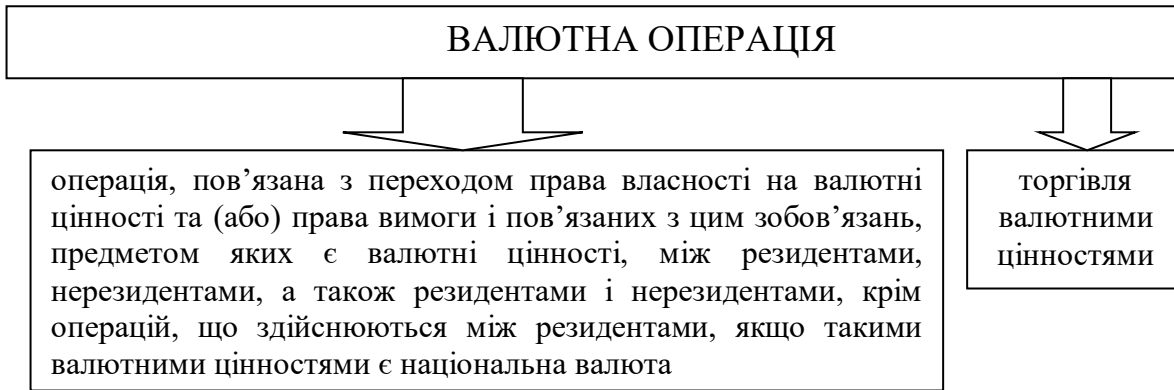 ВАЛЮТНА ОПЕРАЦІЯ
операція, пов’язана з переходом права власності на валютні
цінності та (або) права вимоги і пов’язаних з цим зобов’язань,
предметом яких є валютні цінності, між резидентами,
нерезидентами, а також резидентами і нерезидентами, крім
операцій, що здійснюються між резидентами, якщо такими
валютними цінностями є національна валюта
торгівля
валютними
цінностями